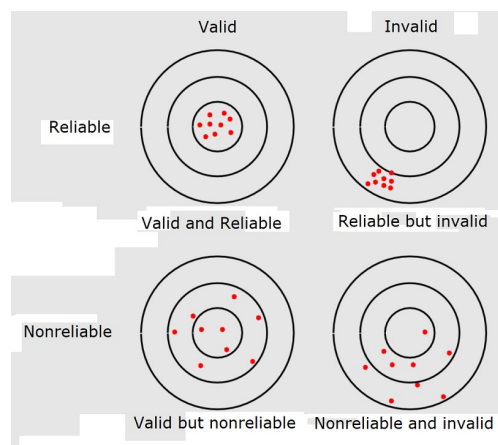 Valid Invalid
Reliable
Valid and Reliable Reliable but invalid
Nonreliable
Valid but nonreliable Nonreliable and invalid